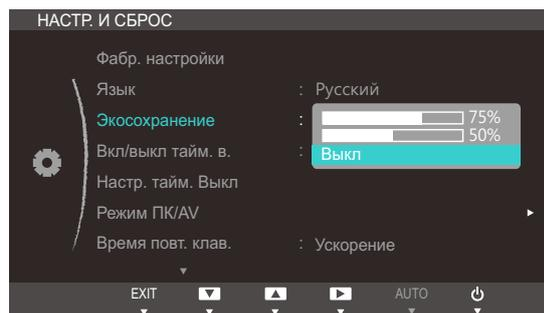 НАСТР. И СБРОС
Фабр. настройки
Язык : Русский
Экосохранение : 75%
50%
Вкл/выкл тайм. в. : Выкл
Настр. тайм. Выкл
Режим ПК/AV
Время повт. клав. : Ускорение
EXIT AUTO